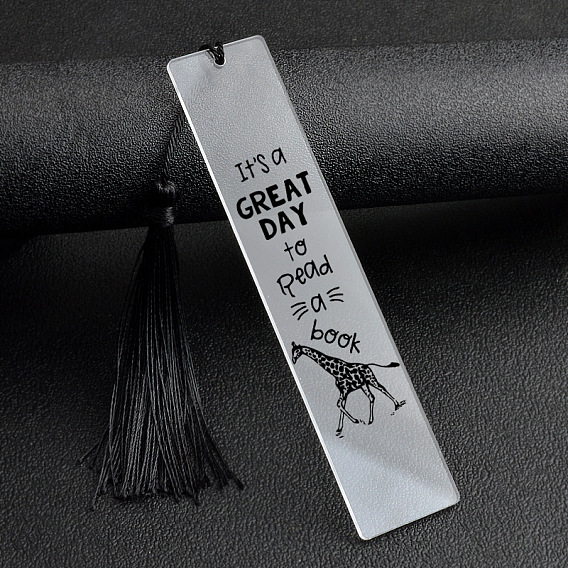 It's a
GREAT
DAY
to
Read
a
book